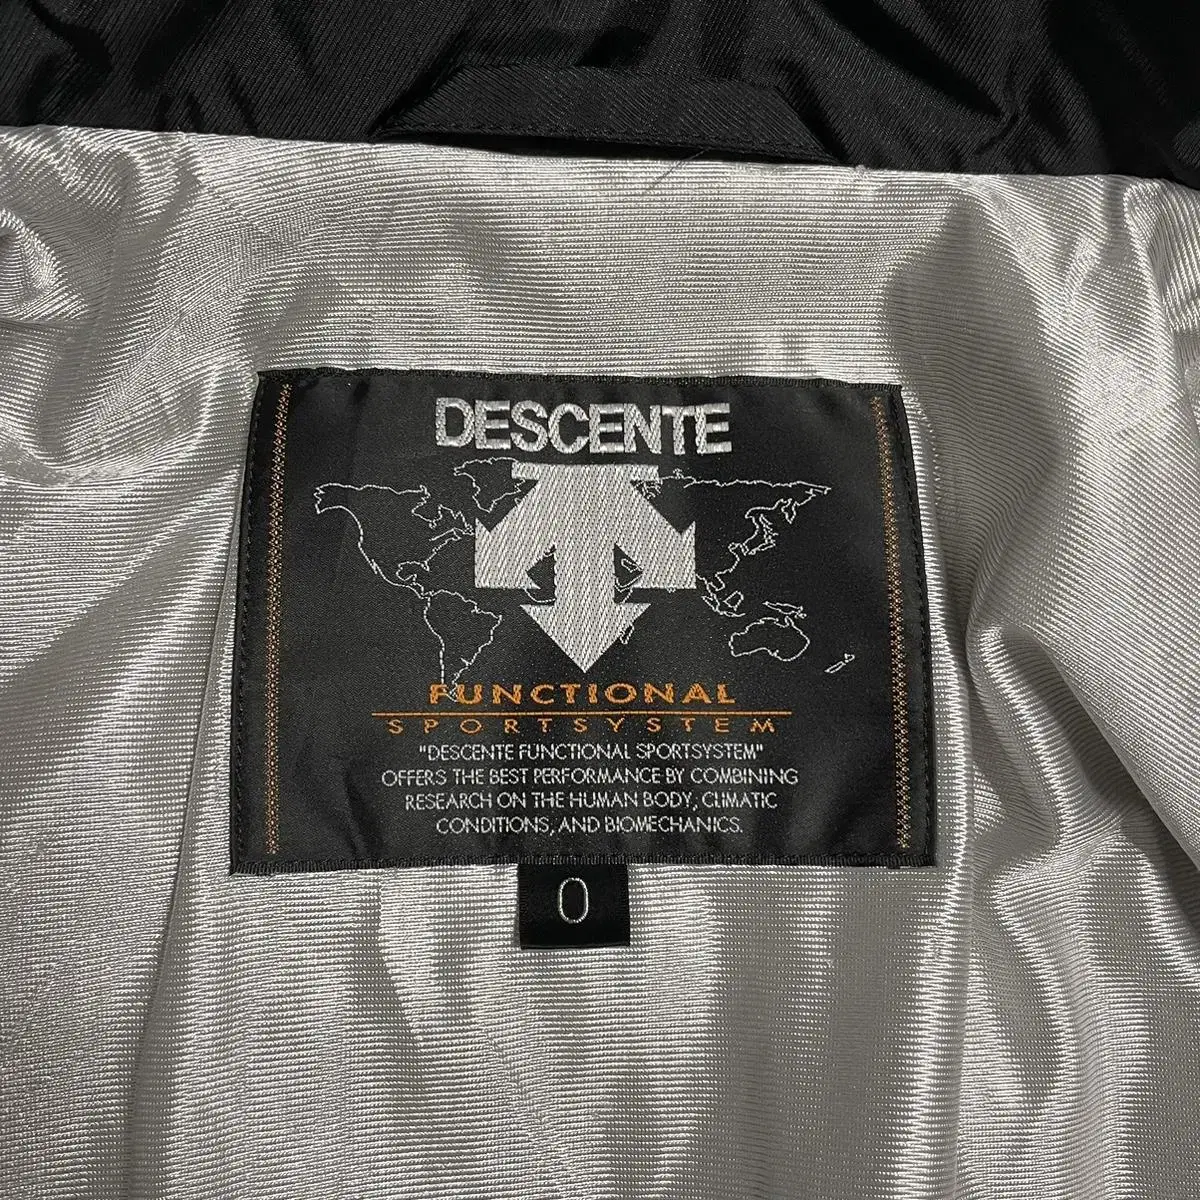 DESCENTE
FUNCTIONAL
SPORTSYSTEM
"DESCENTE FUNCTIONAL SPORTSYSTEM"
OFFERS THE BEST PERFORMANCE BY COMBINING
RESEARCH ON THE HUMAN BODY, CLIMATIC
CONDITIONS, AND BIOMECHANICS.
O